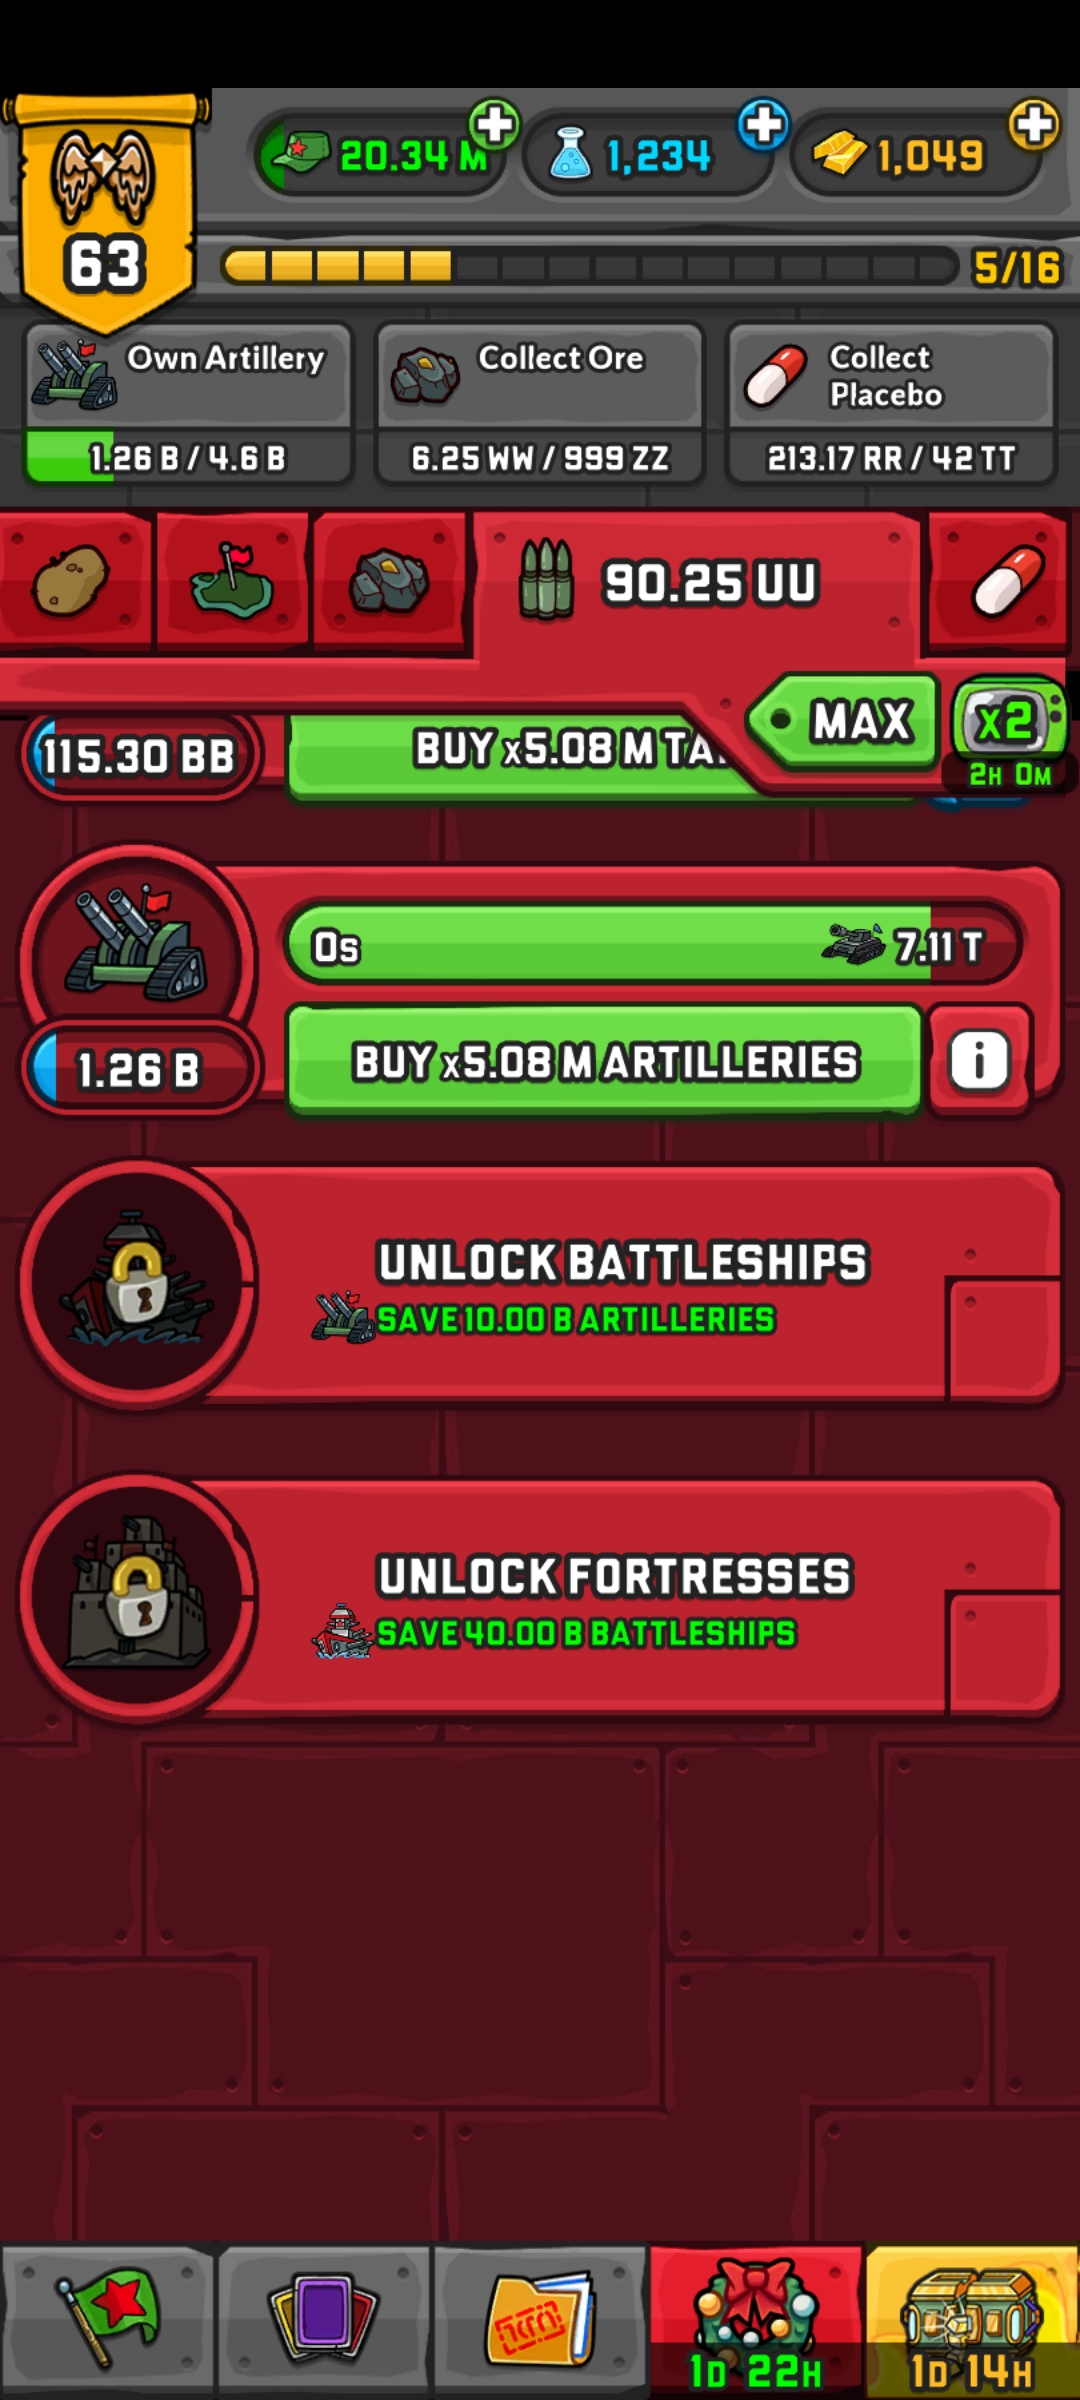 20.34 M
1,234
1,049
63
5/16
Own Artillery
Collect Ore
Collect
Placebo
1.26 B / 4.6 B
6.25 WW / 999 ZZ
213.17 RR / 42 TT
90.25 UU
MAX
x2
2H 0M
115.30 BB
BUY x5.08 M TA
0s
7.11 T
1.26 B
BUY x5.08 M ARTILLERIES
i
UNLOCK BATTLESHIPS
SAVE 10.00 B ARTILLERIES
UNLOCK FORTRESSES
SAVE 40.00 B BATTLESHIPS
1D 22H
1D 14H